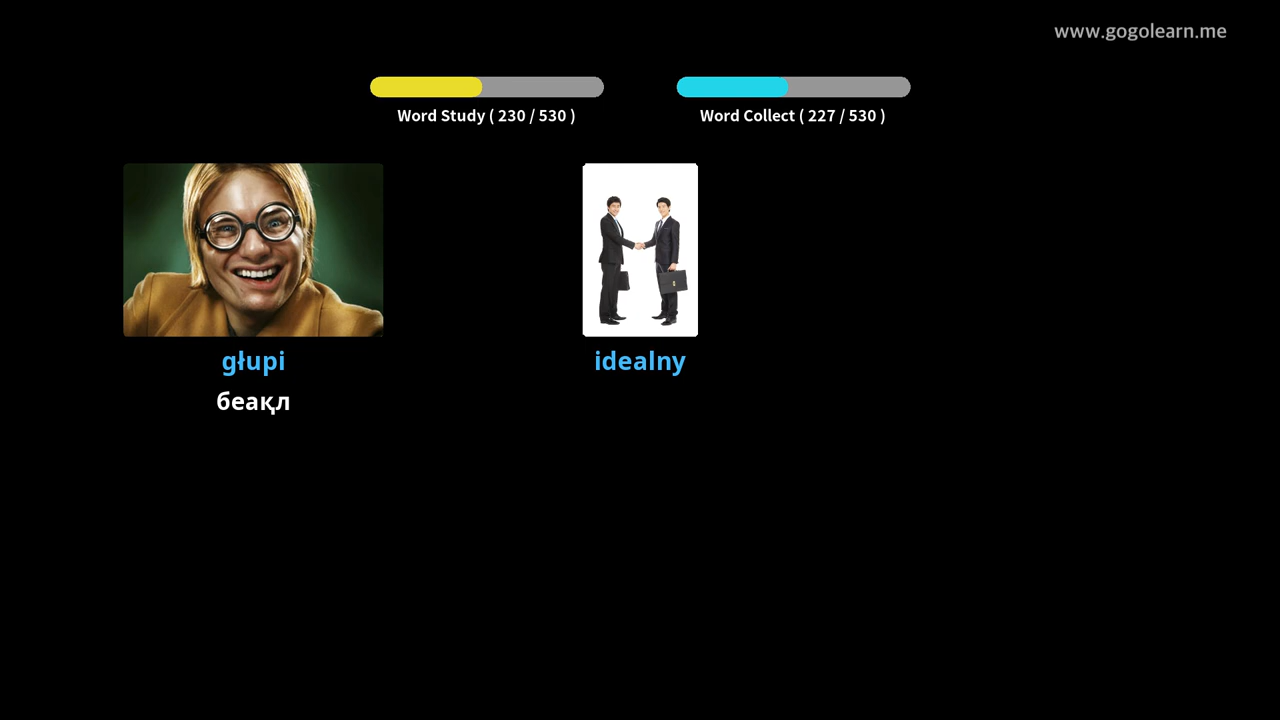 www.gogolearn.me
Word Study ( 230 / 530 )
Word Collect ( 227 / 530 )
głupi
idealny
беақл